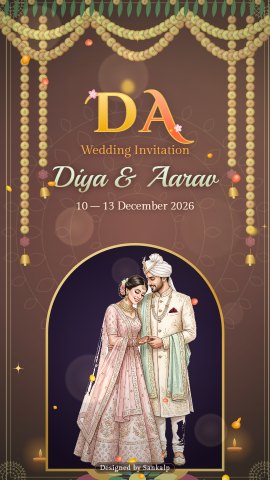 DA
Wedding Invitation
Diya & Aarav
10 — 13 December 2026
Designed by Sankalp